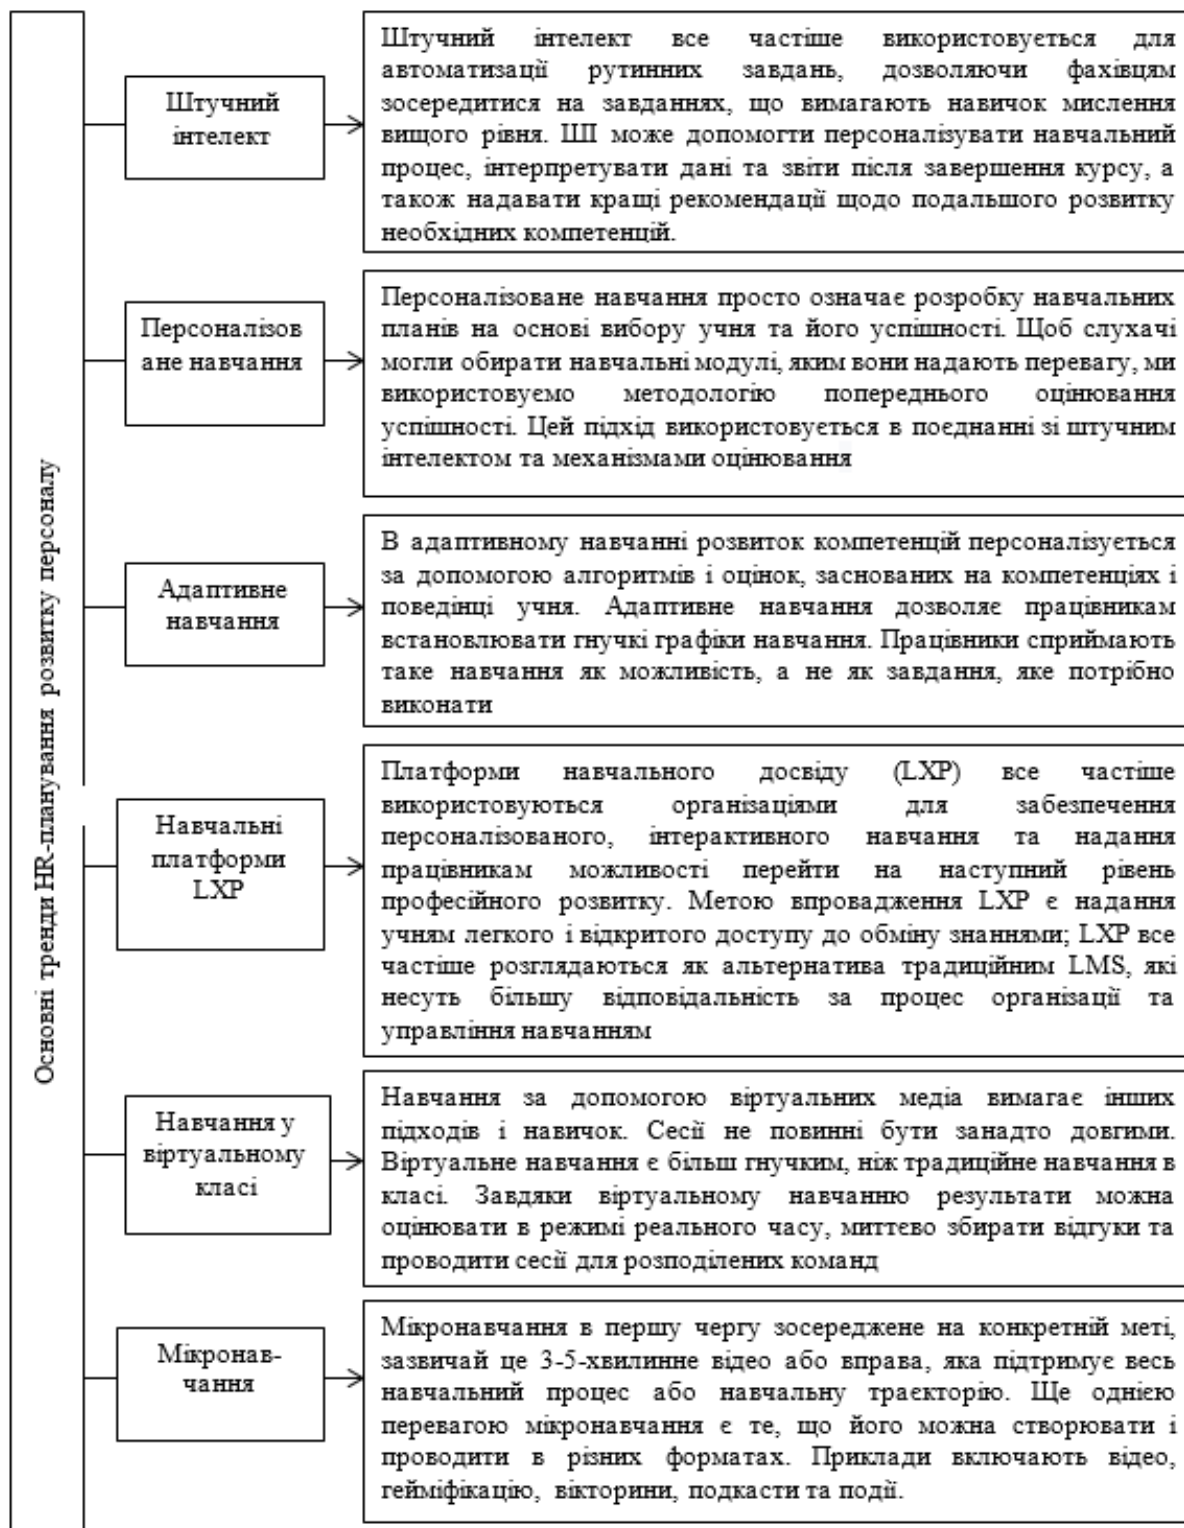 Основні тренди HR-планування розвитку персоналу
Штучний
інтелект
Штучний інтелект все частіше використовується для
автоматизації рутинних завдань, дозволяючи фахівцям
зосередитися на завданнях, що вимагають навичок мислення
вищого рівня. ШІ може допомогти персоналізувати навчальний
процес, інтерпретувати дані та звіти після завершення курсу, а
також надавати кращі рекомендації щодо подальшого розвитку
необхідних компетенцій.
Персоналізов
ане навчання
Персоналізоване навчання просто означає розробку навчальних
планів на основі вибору учня та його успішності. Щоб слухачі
могли обирати навчальні модулі, яким вони надають перевагу, ми
використовуємо методологію попереднього оцінювання
успішності. Цей підхід використовується в поєднанні зі штучним
інтелектом та механізмами оцінювання
Адаптивне
навчання
В адаптивному навчанні розвиток компетенцій персоналізується
за допомогою алгоритмів і оцінок, заснованих на компетенціях і
поведінці учня. Адаптивне навчання дозволяє працівникам
встановлювати гнучкі графіки навчання. Працівники сприймають
таке навчання як можливість, а не як завдання, яке потрібно
виконати
Навчальні
платформи
LXP
Платформи навчального досвіду (LXP) все частіше
використовуються організаціями для забезпечення
персоналізованого, інтерактивного навчання та надання
працівникам можливості перейти на наступний рівень
професійного розвитку. Метою впровадження LXP є надання
учням легкого і відкритого доступу до обміну знаннями; LXP все
частіше розглядаються як альтернатива традиційним LMS, які
несуть більшу відповідальність за процес організації та
управління навчанням
Навчання у
віртуальному
класі
Навчання за допомогою віртуальних медіа вимагає інших
підходів і навичок. Сесії не повинні бути занадто довгими.
Віртуальне навчання є більш гнучким, ніж традиційне навчання в
класі. Завдяки віртуальному навчанню результати можна
оцінювати в режимі реального часу, миттєво збирати відгуки та
проводити сесії для розподілених команд
Мікронав-
чання
Мікронавчання в першу чергу зосереджене на конкретній меті,
зазвичай це 3-5-хвилинне відео або вправа, яка підтримує весь
навчальний процес або навчальну траєкторію. Ще однією
перевагою мікронавчання є те, що його можна створювати і
проводити в різних форматах. Приклади включають відео,
гейміфікацію, вікторини, подкасти та події.